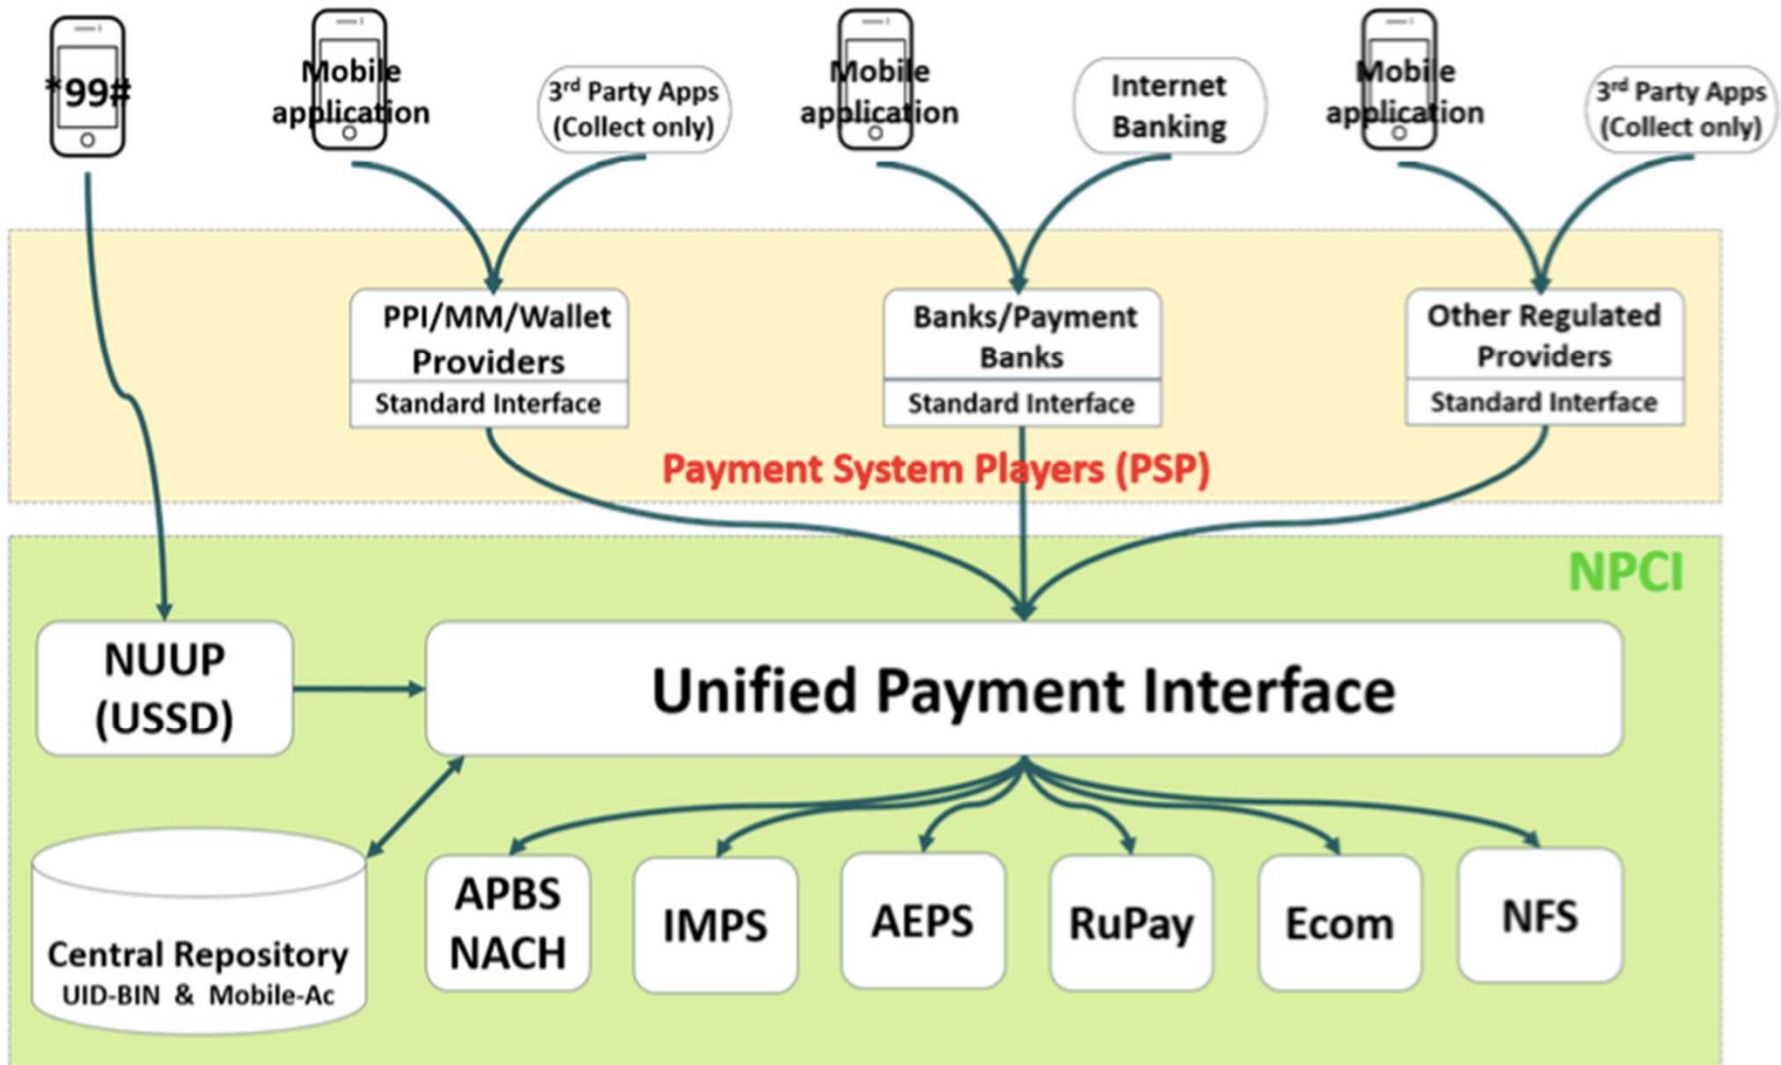 *99#
Mobile
application
3rd Party Apps
(Collect only)
Mobile
application
Internet
Banking
Mobile
application
3rd Party Apps
(Collect only)
PPI/MM/Wallet
Providers
Standard Interface
Banks/Payment
Banks
Standard Interface
Other Regulated
Providers
Standard Interface
Payment System Players (PSP)
NPCI
NUUP
(USSD)
Unified Payment Interface
Central Repository
UID-BIN & Mobile-Ac
APBS
NACH
IMPS
AEPS
RuPay
Ecom
NFS